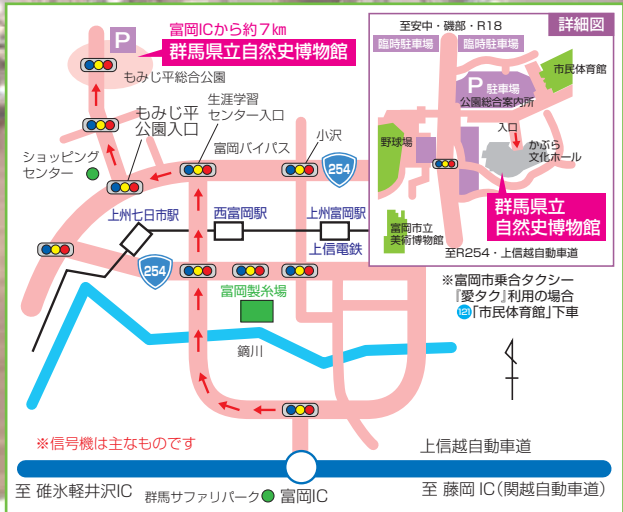 富岡ICから約7km
群馬県立自然史博物館
P
もみじ平総合公園
もみじ平
公園入口
生涯学習
センター入口
富岡バイパス
小沢
254
ショッピング
センター
上州七日市駅
西富岡駅
上州富岡駅
上信電鉄
254
富岡製糸場
鏑川
※信号機は主なものです
上信越自動車道
至 碓氷軽井沢IC
群馬サファリパーク
富岡IC
至 藤岡IC(関越自動車道)
詳細図
至安中・磯部・R18
臨時駐車場
臨時駐車場
市民体育館
P 駐車場
公園総合案内所
入口
野球場
かぶら
文化ホール
群馬県立
自然史博物館
富岡市立
美術博物館
至R254・上信越自動車道
※富岡市乗合タクシー
『愛タク』利用の場合
121「市民体育館」下車